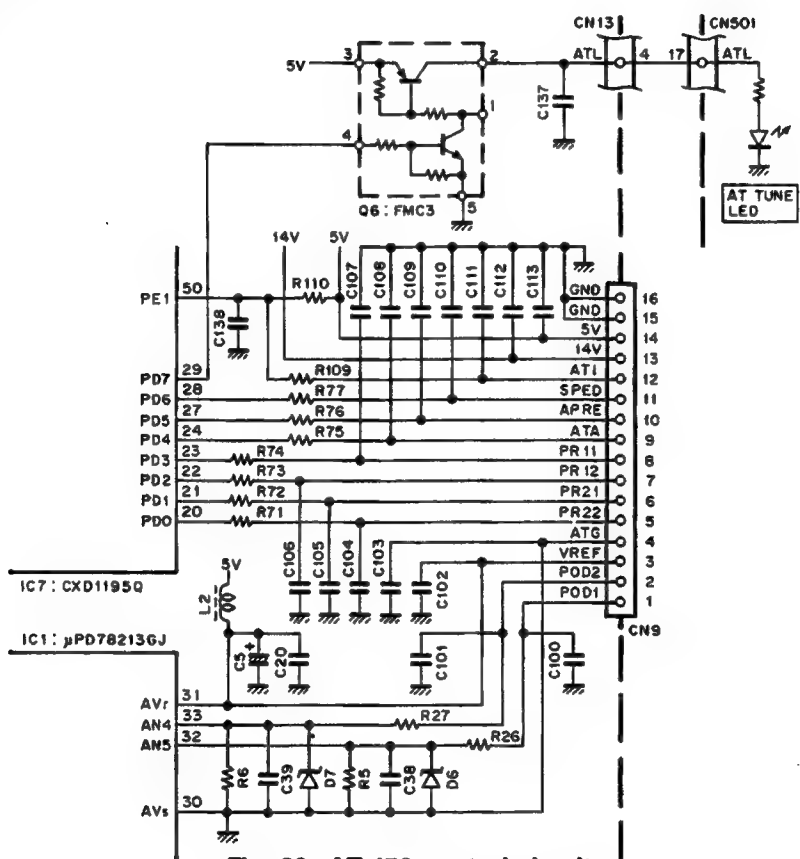 CN13
CN501
5V
3
2
ATL
4
17
ATL
1
4
C137
5
Q6 : FMC3
AT TUNE
LED
14V
5V
PE1
50
R110
C138
C107
C108
C109
C110
C111
C112
C113
GND
16
GND
15
5V
14
14V
13
PD7
29
R109
ATI
12
PD6
28
R77
SPED
11
PD5
27
R76
APRE
10
PD4
24
R75
ATA
9
PD3
23
R74
PR11
8
PD2
22
R73
PR12
7
PD1
21
R72
PR21
6
PD0
20
R71
PR22
5
ATG
4
VREF
3
POD2
2
POD1
1
CN9
C106
C105
C104
C103
C102
IC7 : CXD1195Q
5V
L2
IC1 : μPD78213GJ
C5
+
C20
C101
C100
AVr
31
AN4
33
R27
AN5
32
R26
R6
C39
D7
R5
C38
D6
AVs
30